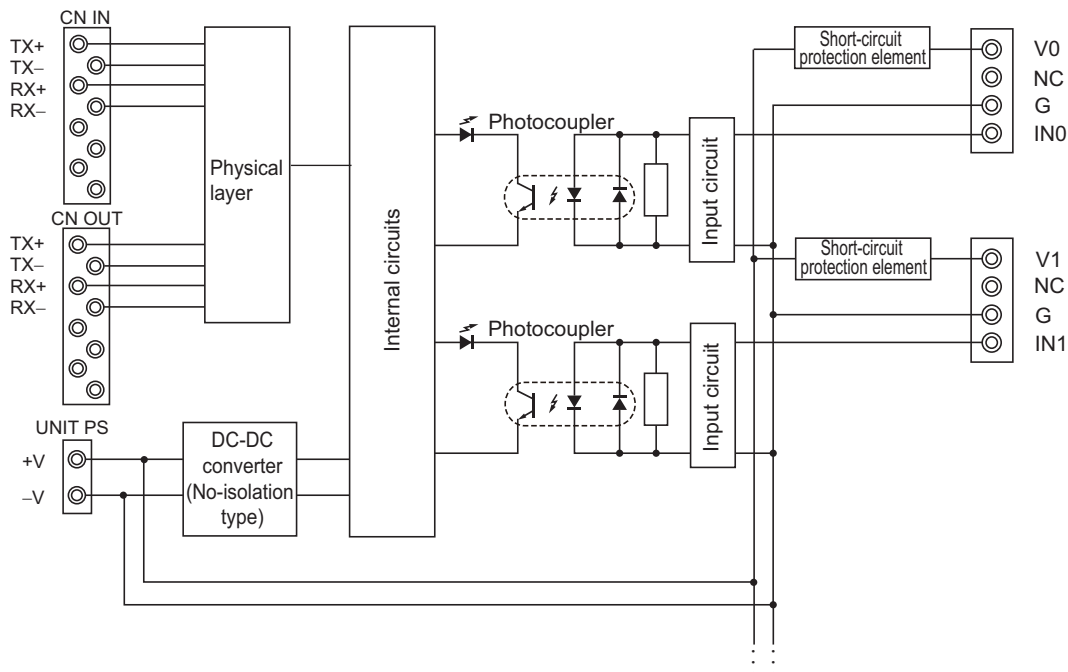 CN IN
TX+
TX−
RX+
RX−
CN OUT
TX+
TX−
RX+
RX−
UNIT PS
+V
−V
Physical
layer
DC-DC
converter
(No-isolation
type)
Internal circuits
Photocoupler
Input circuit
Short-circuit
protection element
V0
NC
G
IN0
Photocoupler
Input circuit
Short-circuit
protection element
V1
NC
G
IN1